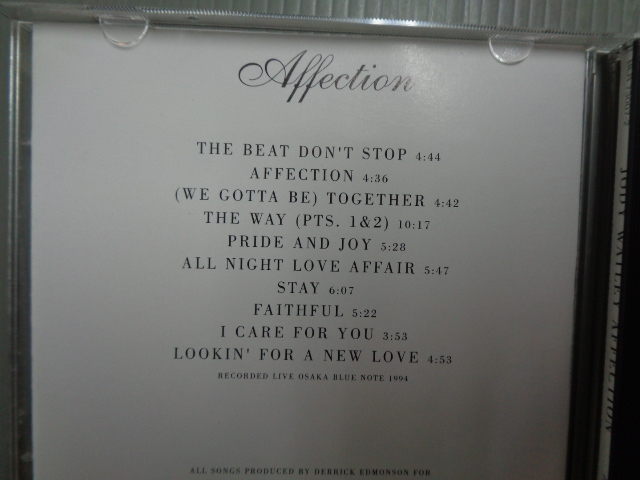 Affection
THE BEAT DON'T STOP 4:44
AFFECTION 4:36
(WE GOTTA BE) TOGETHER 4:42
THE WAY (PTS. 1&2) 10:17
PRIDE AND JOY 5:28
ALL NIGHT LOVE AFFAIR 5:47
STAY 6:07
FAITHFUL 5:22
I CARE FOR YOU 3:53
LOOKIN' FOR A NEW LOVE 4:53
RECORDED LIVE OSAKA BLUE NOTE 1994
ALL SONGS PRODUCED BY DERRICK EDMONSON FOR
JODY WATLEY AFFECTION